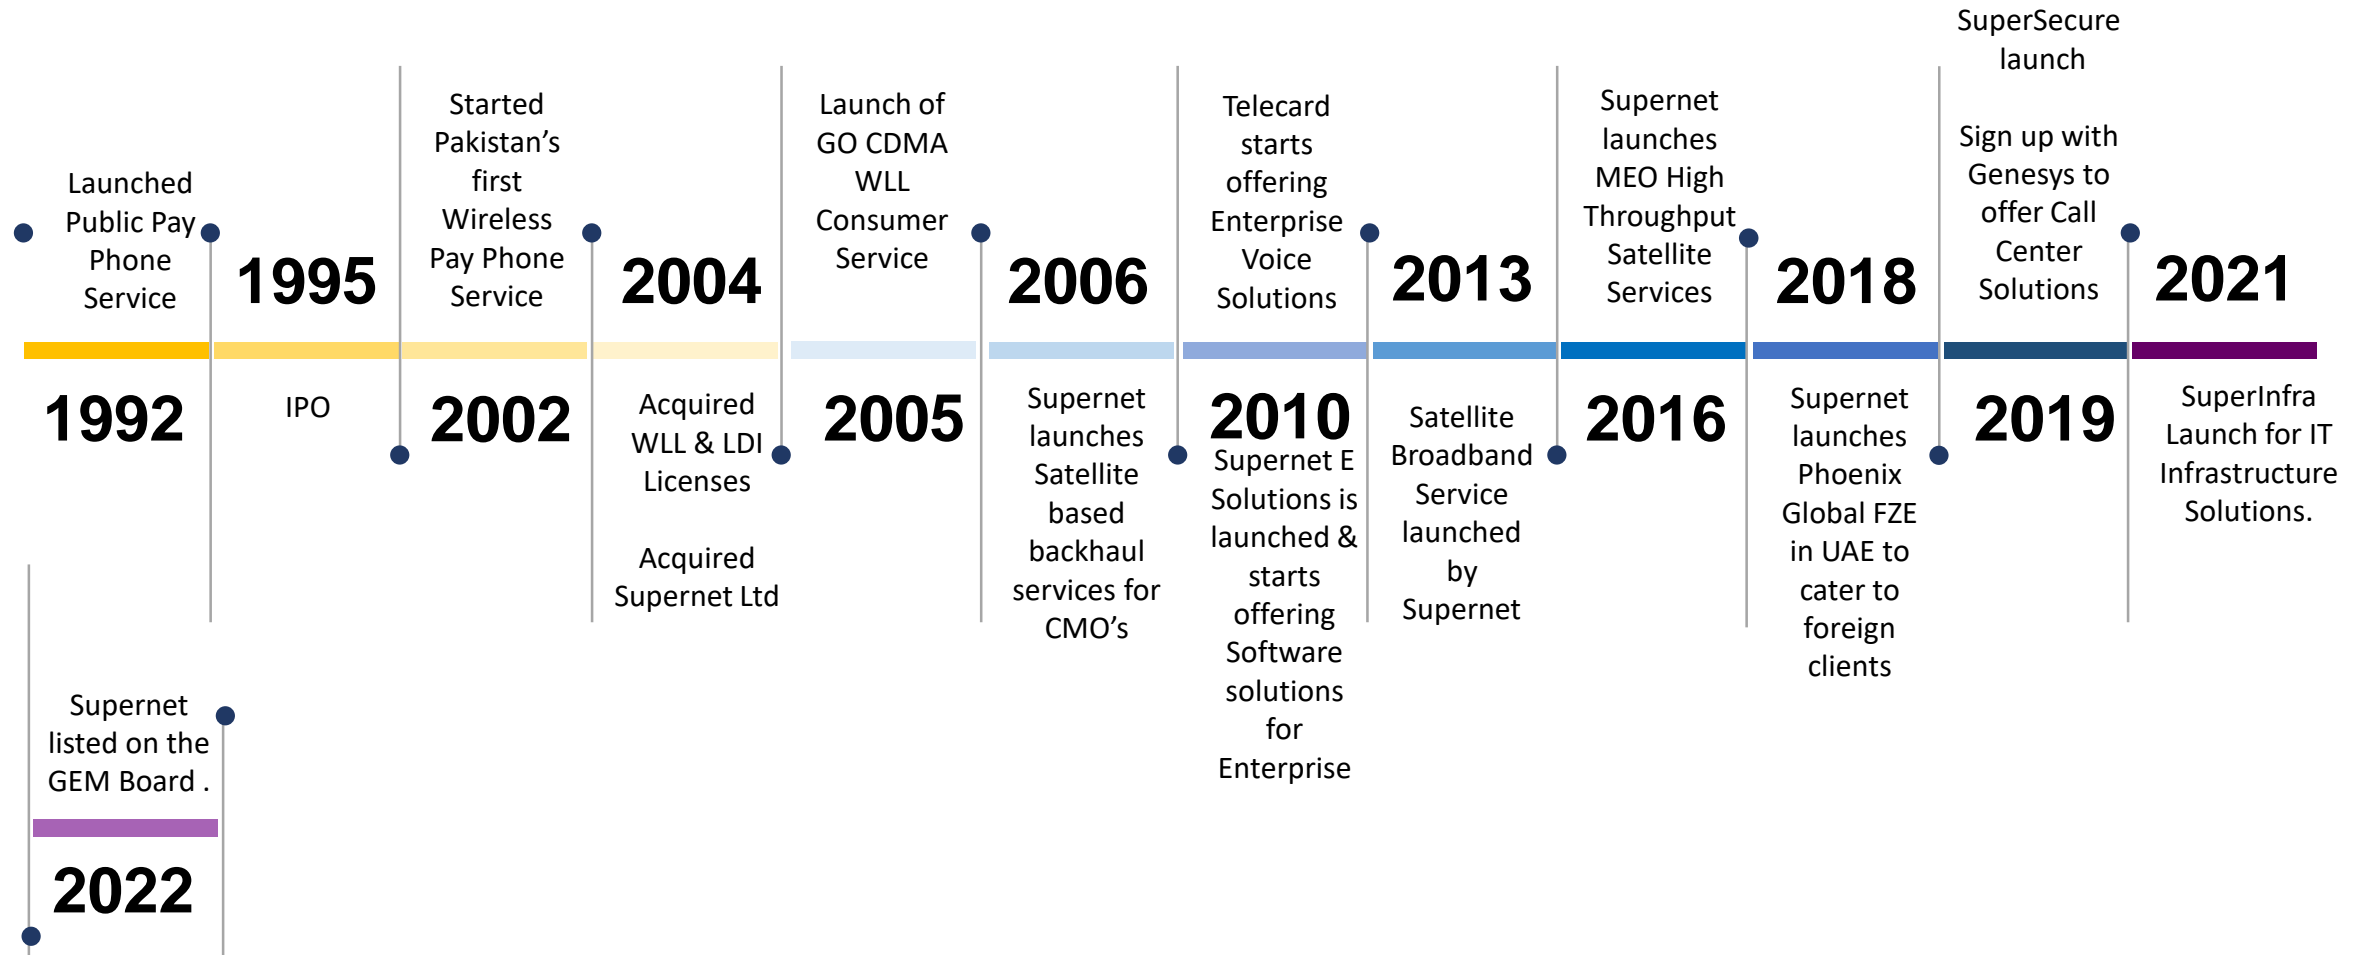 Launched
Public Pay
Phone
Service
1992
1995
IPO
Started
Pakistan’s
first
Wireless
Pay Phone
Service
2002
2004
Acquired
WLL & LDI
Licenses
Acquired
Supernet Ltd
Launch of
GO CDMA
WLL
Consumer
Service
2005
2006
Supernet
launches
Satellite
based
backhaul
services for
CMO’s
Telecard
starts
offering
Enterprise
Voice
Solutions
2010
Supernet E
Solutions is
launched &
starts
offering
Software
solutions
for
Enterprise
2013
Satellite
Broadband
Service
launched
by
Supernet
Supernet
launches
MEO High
Throughput
Satellite
Services
2016
2018
Supernet
launches
Phoenix
Global FZE
in UAE to
cater to
foreign
clients
SuperSecure
launch
Sign up with
Genesys to
offer Call
Center
Solutions
2019
2021
SuperInfra
Launch for IT
Infrastructure
Solutions.
Supernet
listed on the
GEM Board .
2022